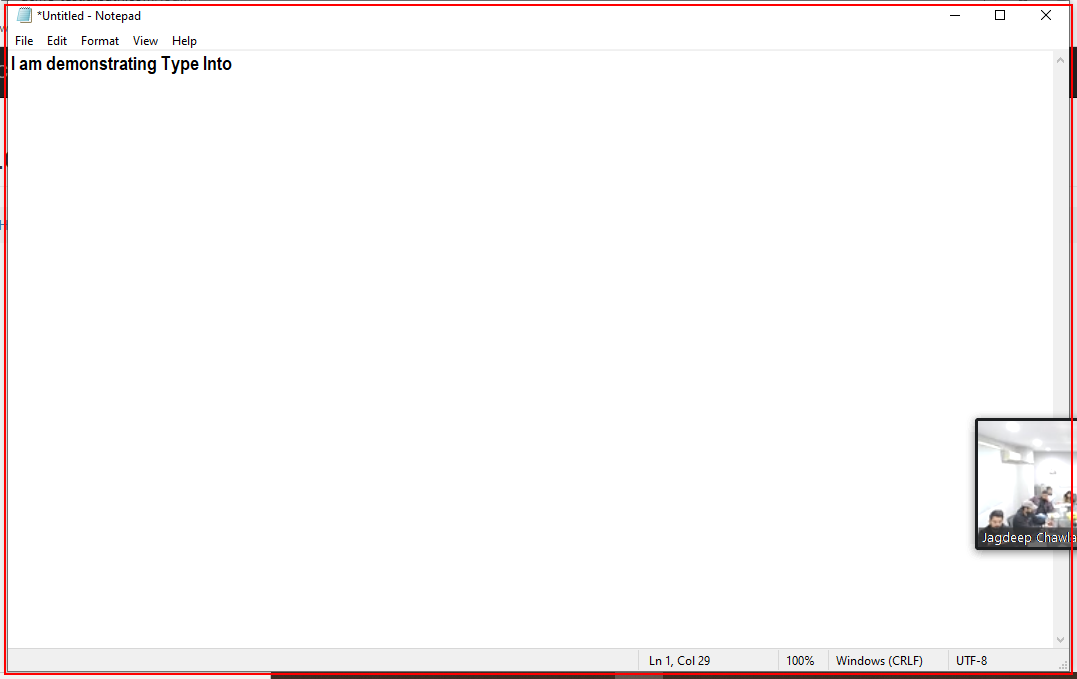 *Untitled - Notepad
File Edit Format View Help
I am demonstrating Type Into
Jagdeep Chawla
Ln 1, Col 29 100% Windows (CRLF) UTF-8